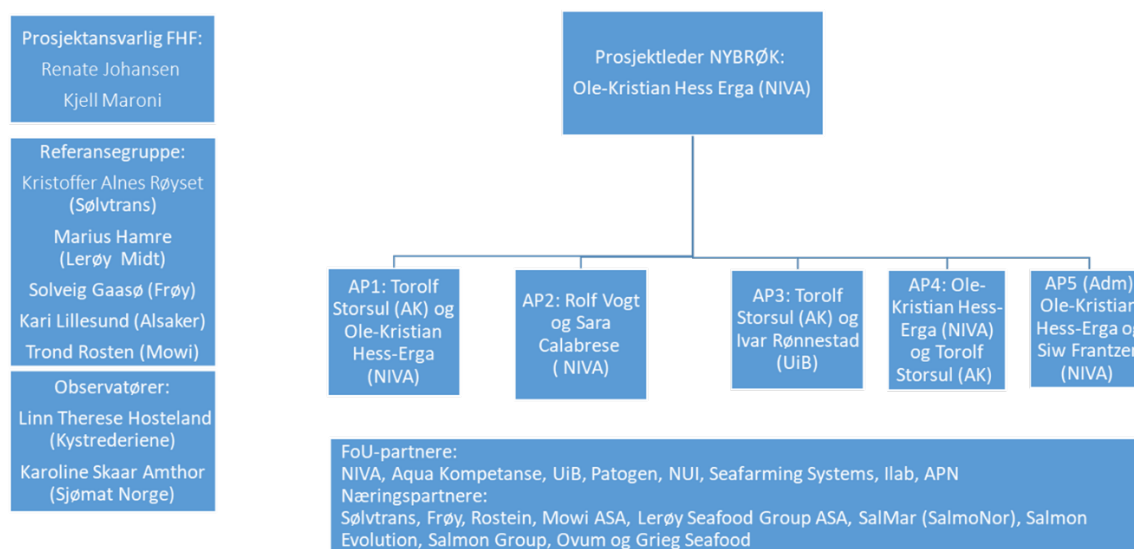 Prosjektansvarlig FHF:
Renate Johansen
Kjell Maroni
Referansegruppe:
Kristoffer Alnes Røyset
(Sølvtrans)
Marius Hamre
(Lerøy Midt)
Solveig Gaasø (Frøy)
Kari Lillesund (Alsaker)
Trond Rosten (Mowi)
Observatører:
Linn Therese Hosteland
(Kystrederiene)
Karoline Skaar Amthor
(Sjømat Norge)
Prosjektleder NYBRØK:
Ole-Kristian Hess Erga (NIVA)
AP1: Torolf
Storsul (AK) og
Ole-Kristian
Hess-Erga
(NIVA)
AP2: Rolf Vogt
og Sara
Calabrese
( NIVA)
AP3: Torolf
Storsul (AK) og
Ivar Rønnestad
(UiB)
AP4: Ole-
Kristian Hess-
Erga (NIVA)
og Torolf
Storsul (AK)
AP5 (Adm)
Ole-Kristian
Hess-Erga og
Siw Frantzen
(NIVA)
FoU-partnere:
NIVA, Aqua Kompetanse, UiB, Patogen, NUI, Seafarming Systems, Ilab, APN
Næringspartnere:
Sølvtrans, Frøy, Rostein, Mowi ASA, Lerøy Seafood Group ASA, SalMar (SalmoNor), Salmon
Evolution, Salmon Group, Ovum og Grieg Seafood